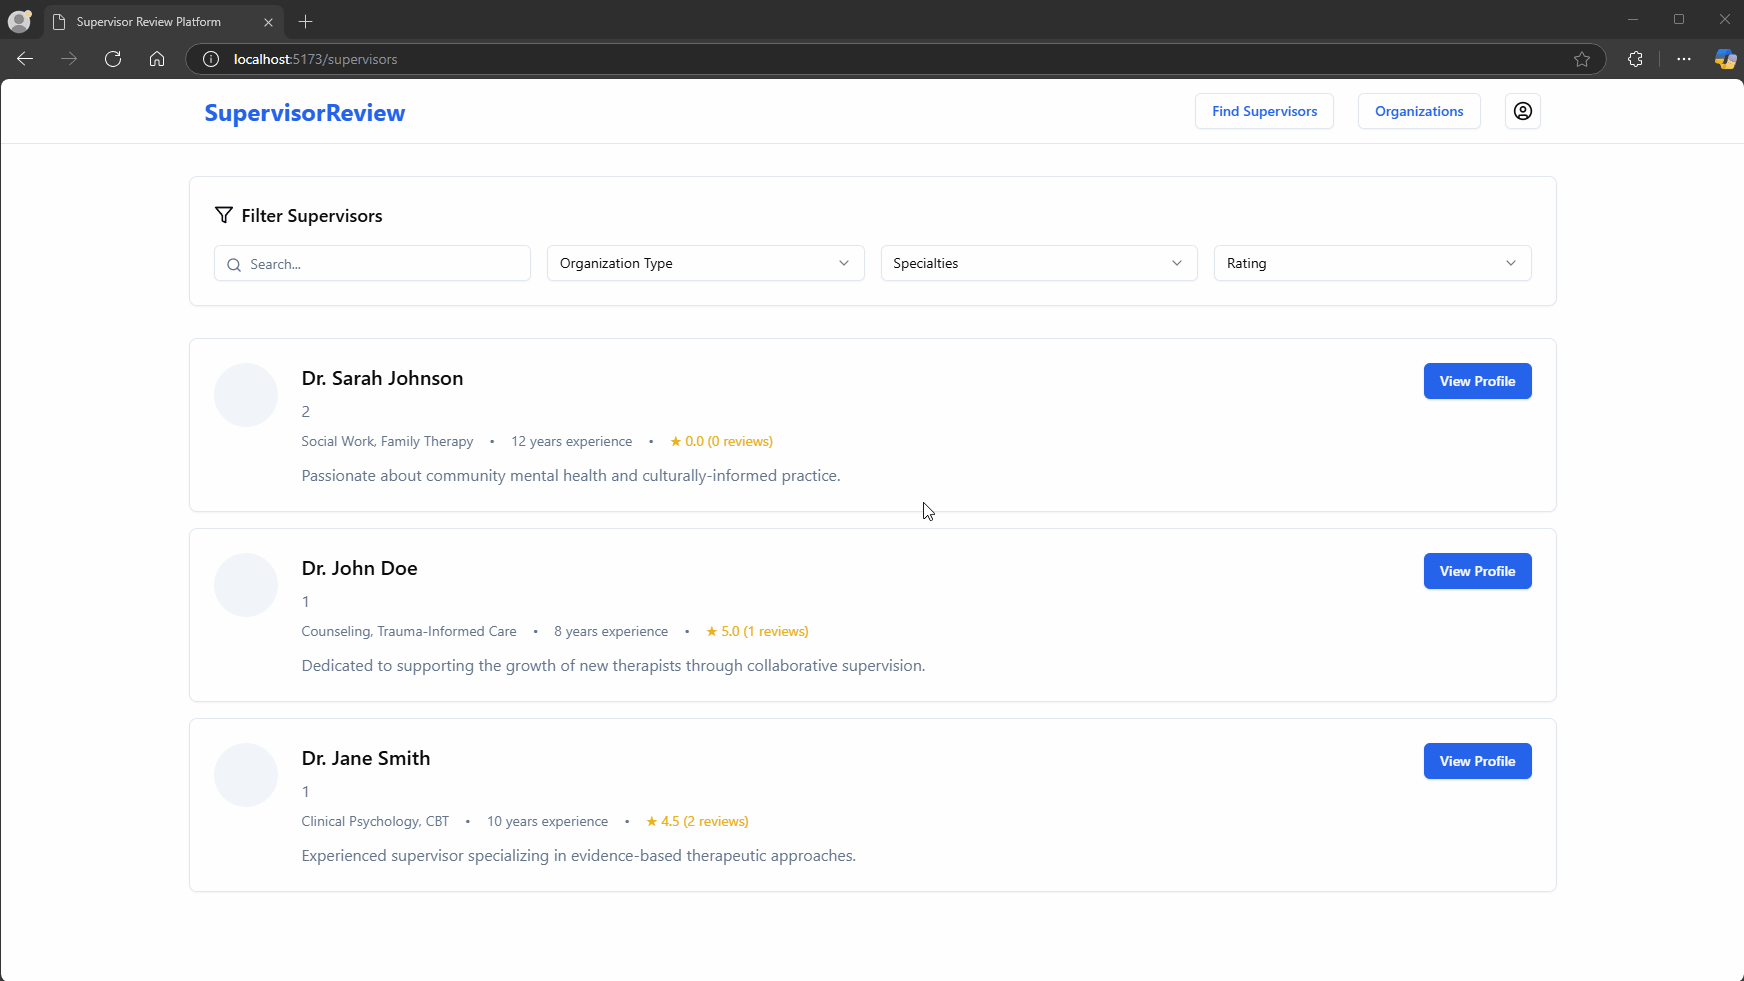 Supervisor Review Platform
localhost:5173/supervisors
SupervisorReview
Find Supervisors
Organizations
Filter Supervisors
Search...
Organization Type
Specialties
Rating
Dr. Sarah Johnson
View Profile
2
Social Work, Family Therapy • 12 years experience • ★ 0.0 (0 reviews)
Passionate about community mental health and culturally-informed practice.
Dr. John Doe
View Profile
1
Counseling, Trauma-Informed Care • 8 years experience • ★ 5.0 (1 reviews)
Dedicated to supporting the growth of new therapists through collaborative supervision.
Dr. Jane Smith
View Profile
1
Clinical Psychology, CBT • 10 years experience • ★ 4.5 (2 reviews)
Experienced supervisor specializing in evidence-based therapeutic approaches.